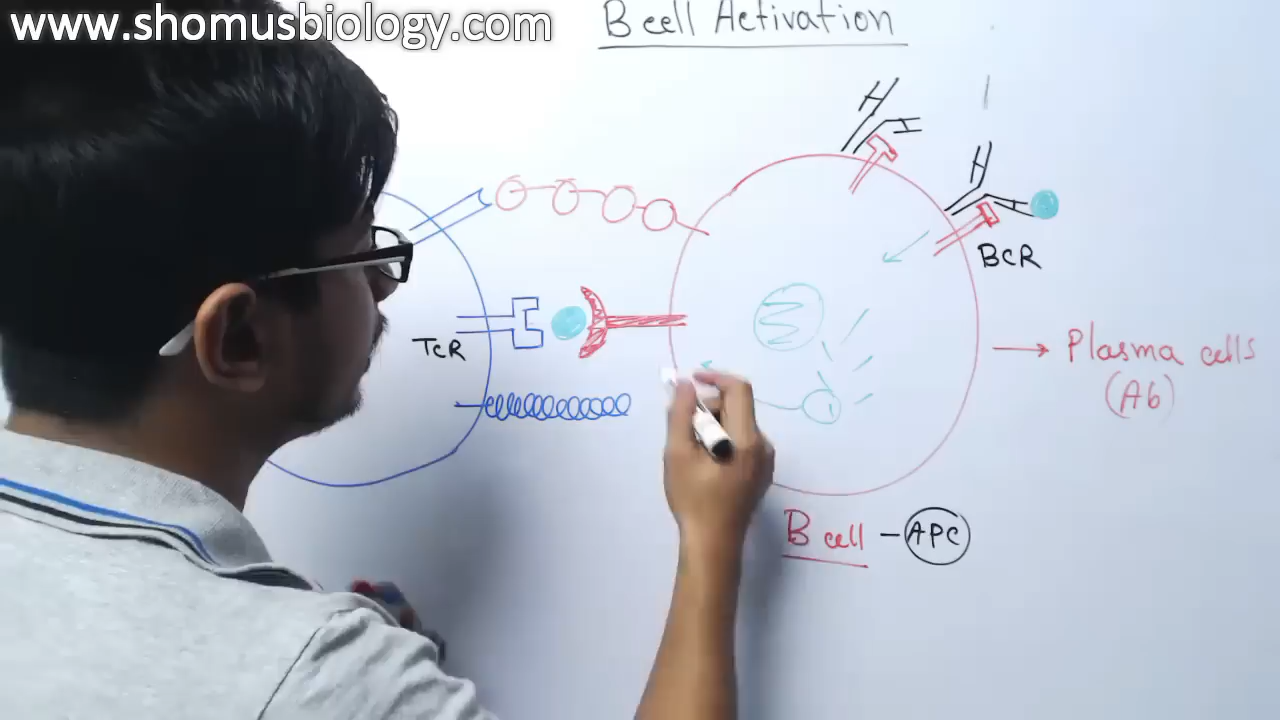 www.shomusbiology.com
B cell Activation
BCR
TCR
Plasma cells
(Ab)
B cell - APC